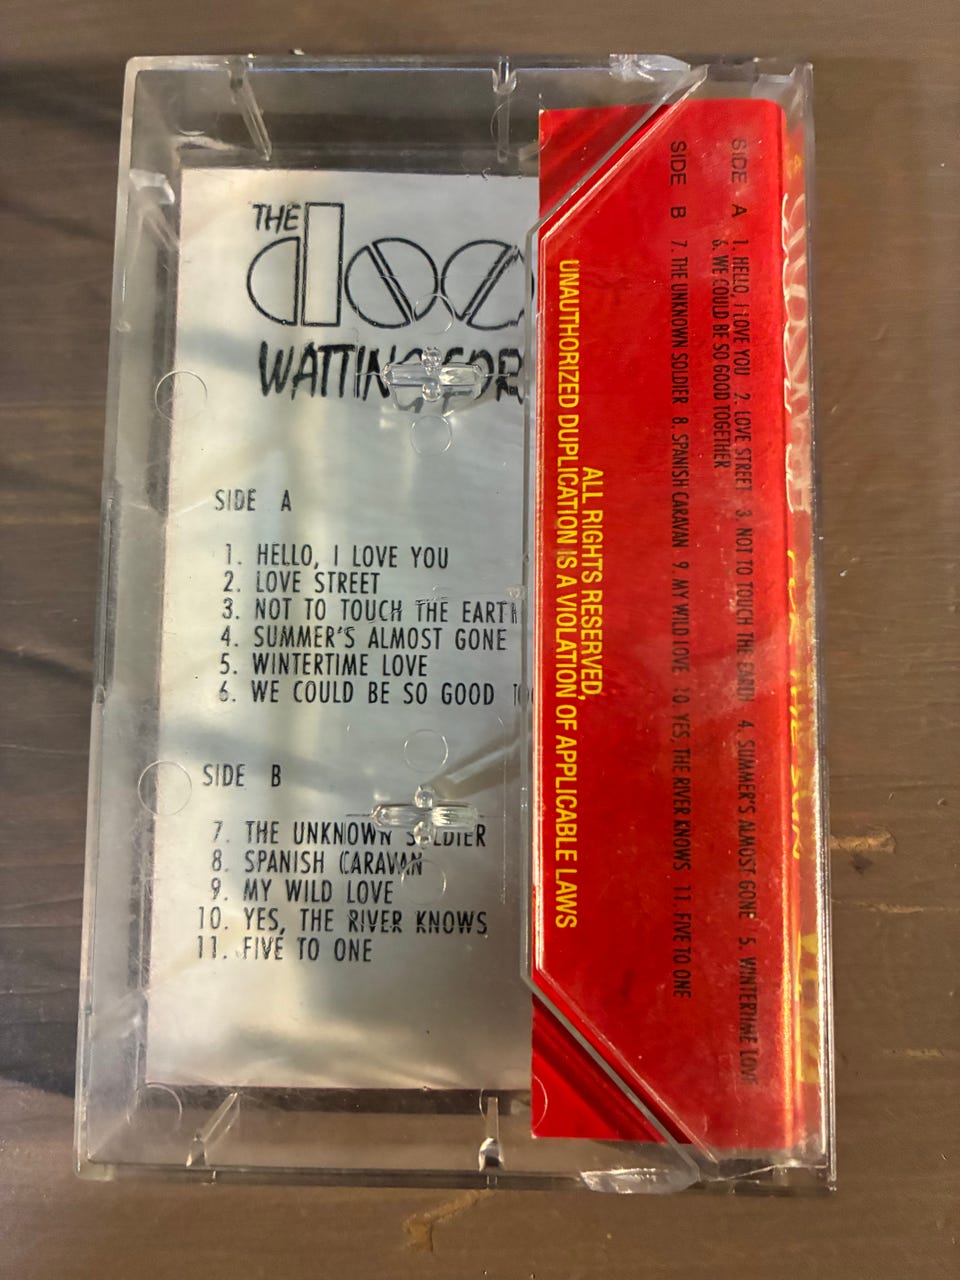 THE
doo
WAITING FOR
SIDE A
1. HELLO, I LOVE YOU
2. LOVE STREET
3. NOT TO TOUCH THE EARTH
4. SUMMER'S ALMOST GONE
5. WINTERTIME LOVE
6. WE COULD BE SO GOOD TO
SIDE B
7. THE UNKNOWN SOLDIER
8. SPANISH CARAVAN
9. MY WILD LOVE
10. YES, THE RIVER KNOWS
11. FIVE TO ONE
SIDE A 1. HELLO, I LOVE YOU 2. LOVE STREET 3. NOT TO TOUCH THE EARTH 4. SUMMER'S ALMOST GONE 5. WINTERTIME LOVE
6. WE COULD BE SO GOOD TOGETHER
SIDE B 7. THE UNKNOWN SOLDIER 8. SPANISH CARAVAN 9. MY WILD LOVE 10. YES, THE RIVER KNOWS 11. FIVE TO ONE
ALL RIGHTS RESERVED,
UNAUTHORIZED DUPLICATION IS A VIOLATION OF APPLICABLE LAWS